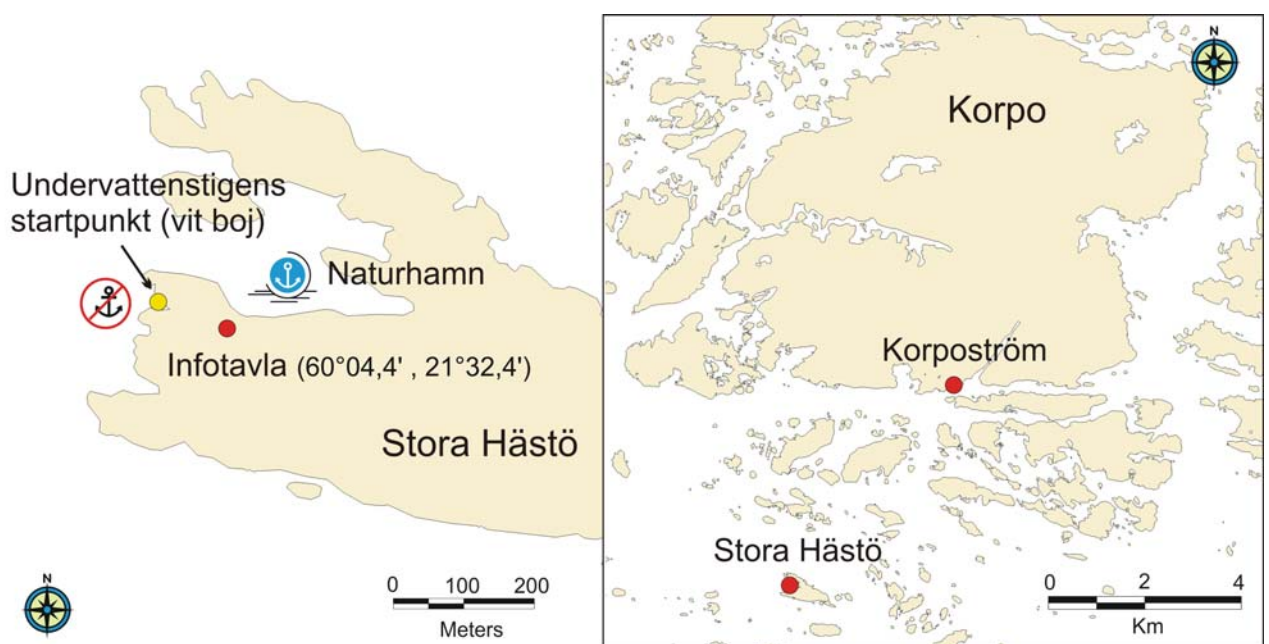 Undervattenstigens
startpunkt (vit boj)
Naturhamn
Infotavla (60°04,4' , 21°32,4')
Stora Hästö
N
0 100 200
Meters
N
Korpo
Korpoström
Stora Hästö
0 2 4
Km